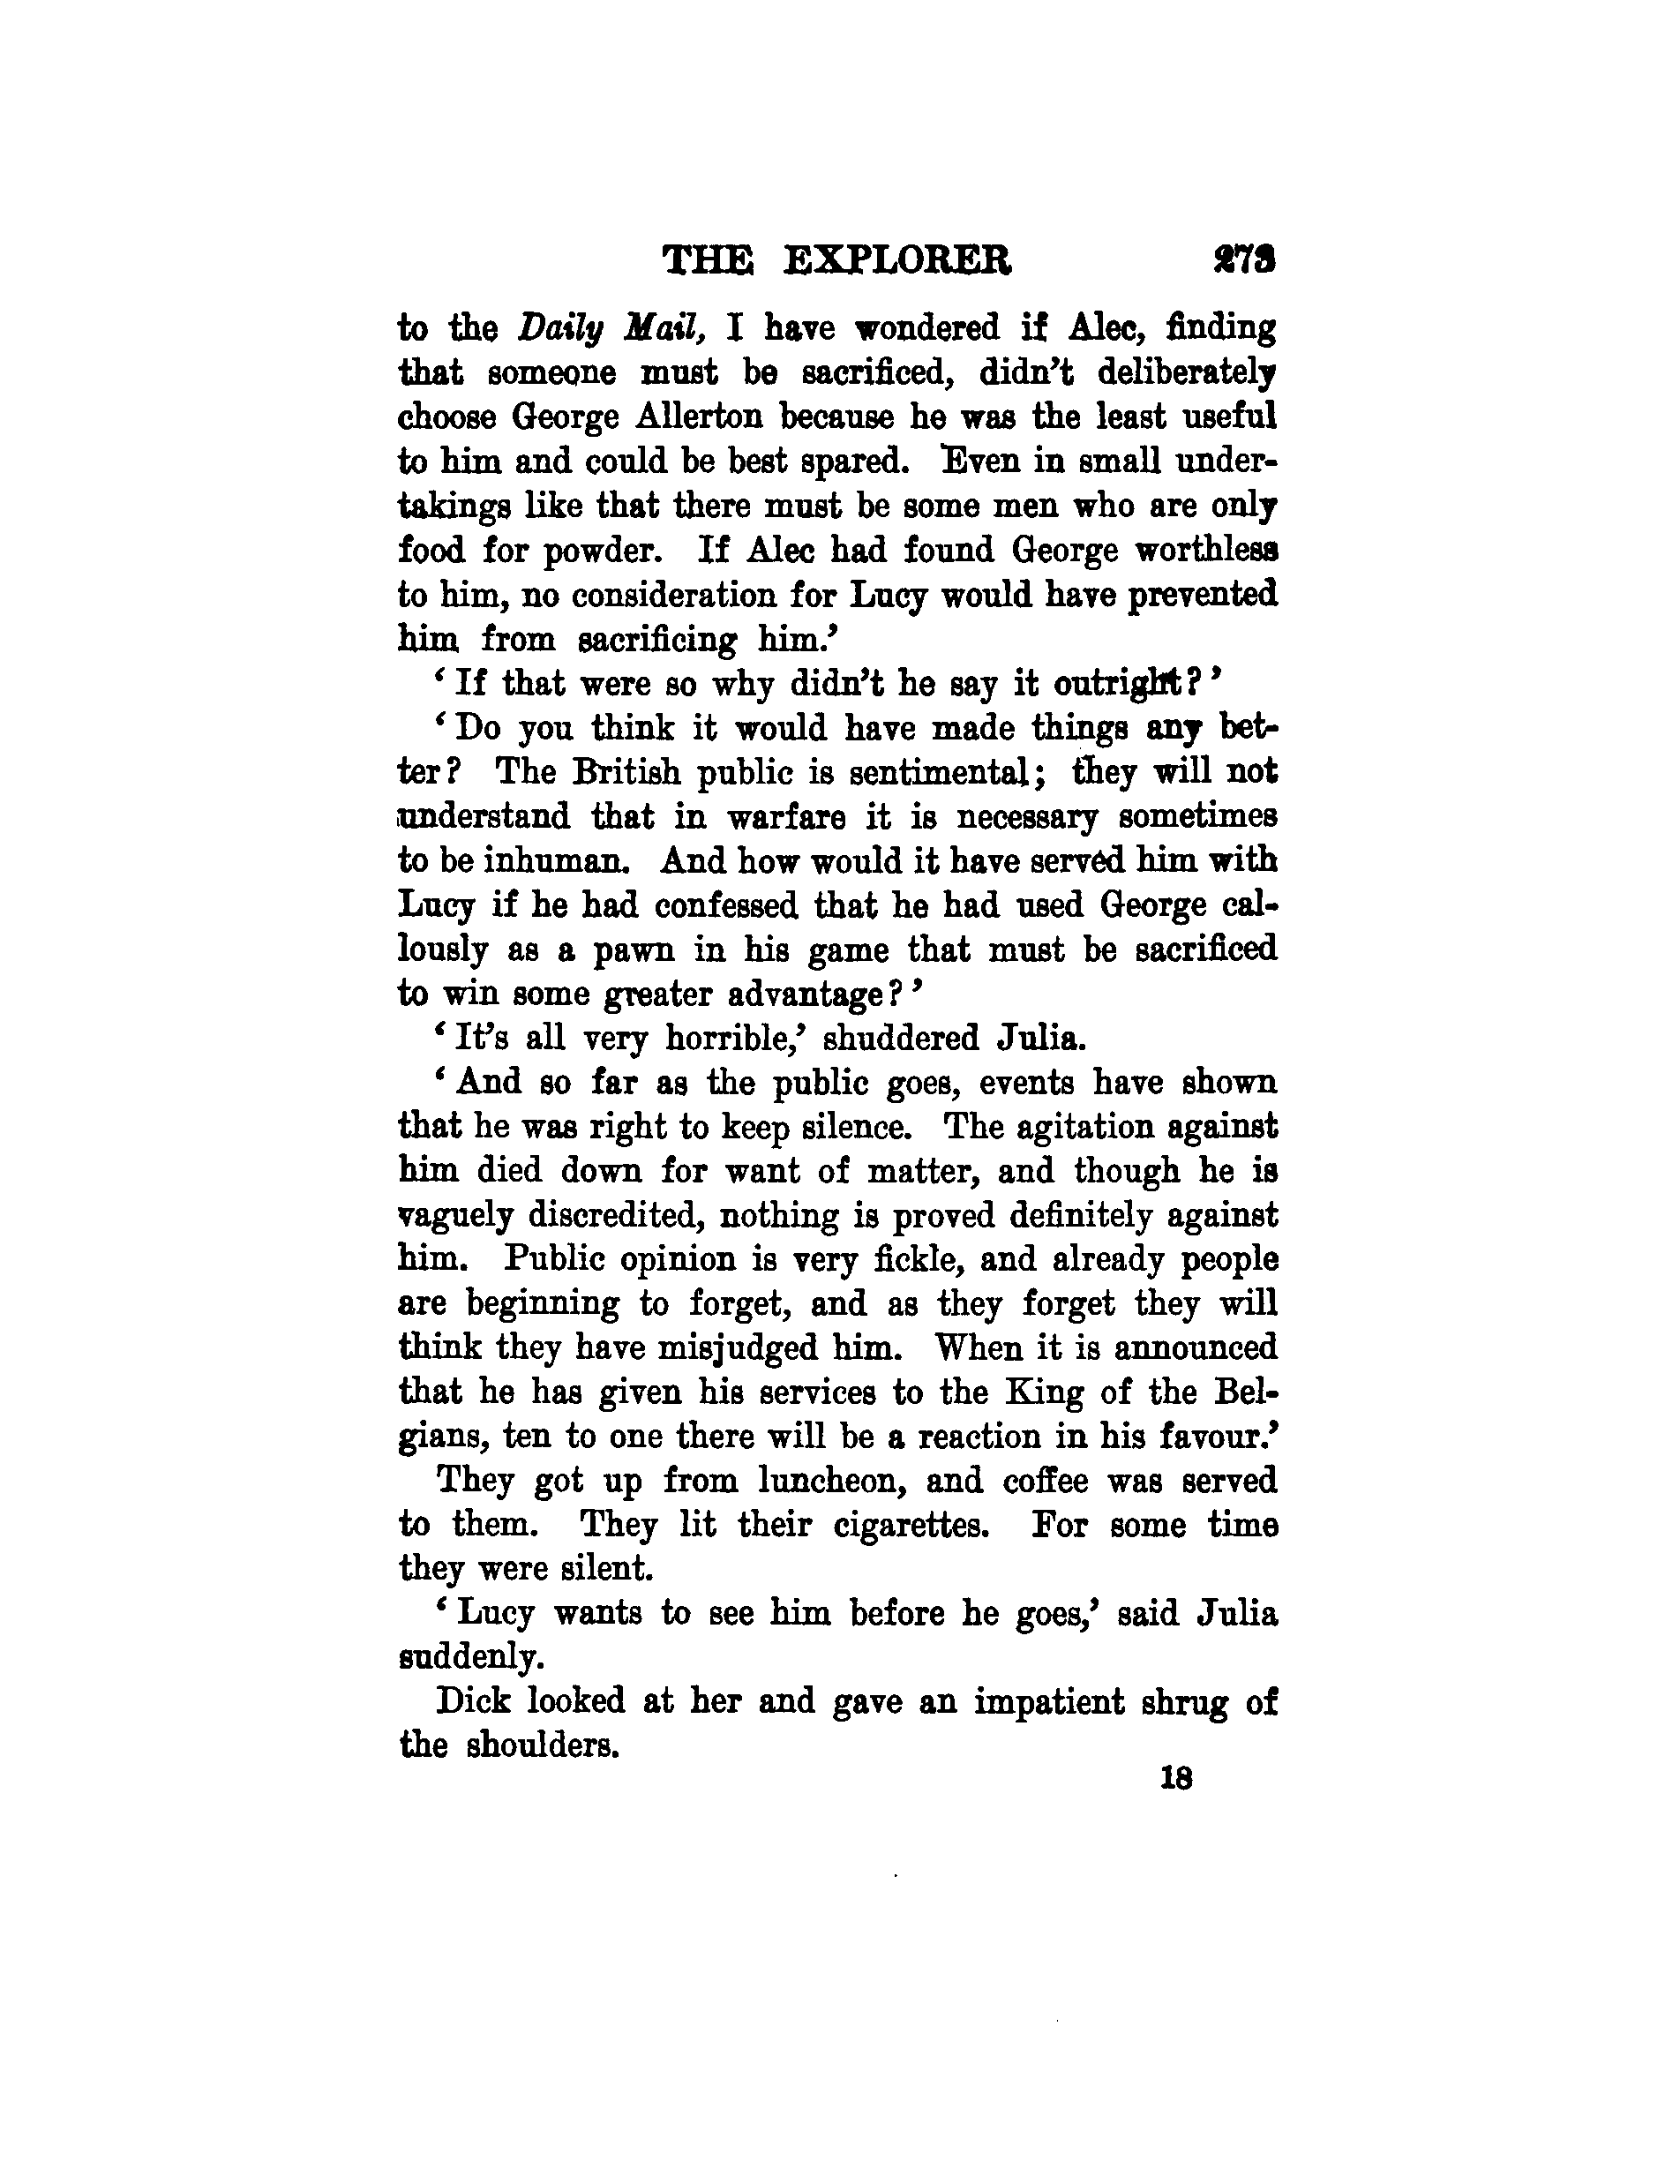 THE EXPLORER 273
to the Daily Mail, I have wondered if Alec, finding
that someone must be sacrificed, didn't deliberately
choose George Allerton because he was the least useful
to him and could be best spared. Even in small under-
takings like that there must be some men who are only
food for powder. If Alec had found George worthless
to him, no consideration for Lucy would have prevented
him from sacrificing him.'
‘If that were so why didn't he say it outright?’
‘Do you think it would have made things any bet-
ter? The British public is sentimental; they will not
understand that in warfare it is necessary sometimes
to be inhuman. And how would it have served him with
Lucy if he had confessed that he had used George cal-
lously as a pawn in his game that must be sacrificed
to win some greater advantage?’
‘It's all very horrible,’ shuddered Julia.
‘And so far as the public goes, events have shown
that he was right to keep silence. The agitation against
him died down for want of matter, and though he is
vaguely discredited, nothing is proved definitely against
him. Public opinion is very fickle, and already people
are beginning to forget, and as they forget they will
think they have misjudged him. When it is announced
that he has given his services to the King of the Bel-
gians, ten to one there will be a reaction in his favour.’
They got up from luncheon, and coffee was served
to them. They lit their cigarettes. For some time
they were silent.
‘Lucy wants to see him before he goes,’ said Julia
suddenly.
Dick looked at her and gave an impatient shrug of
the shoulders.
18